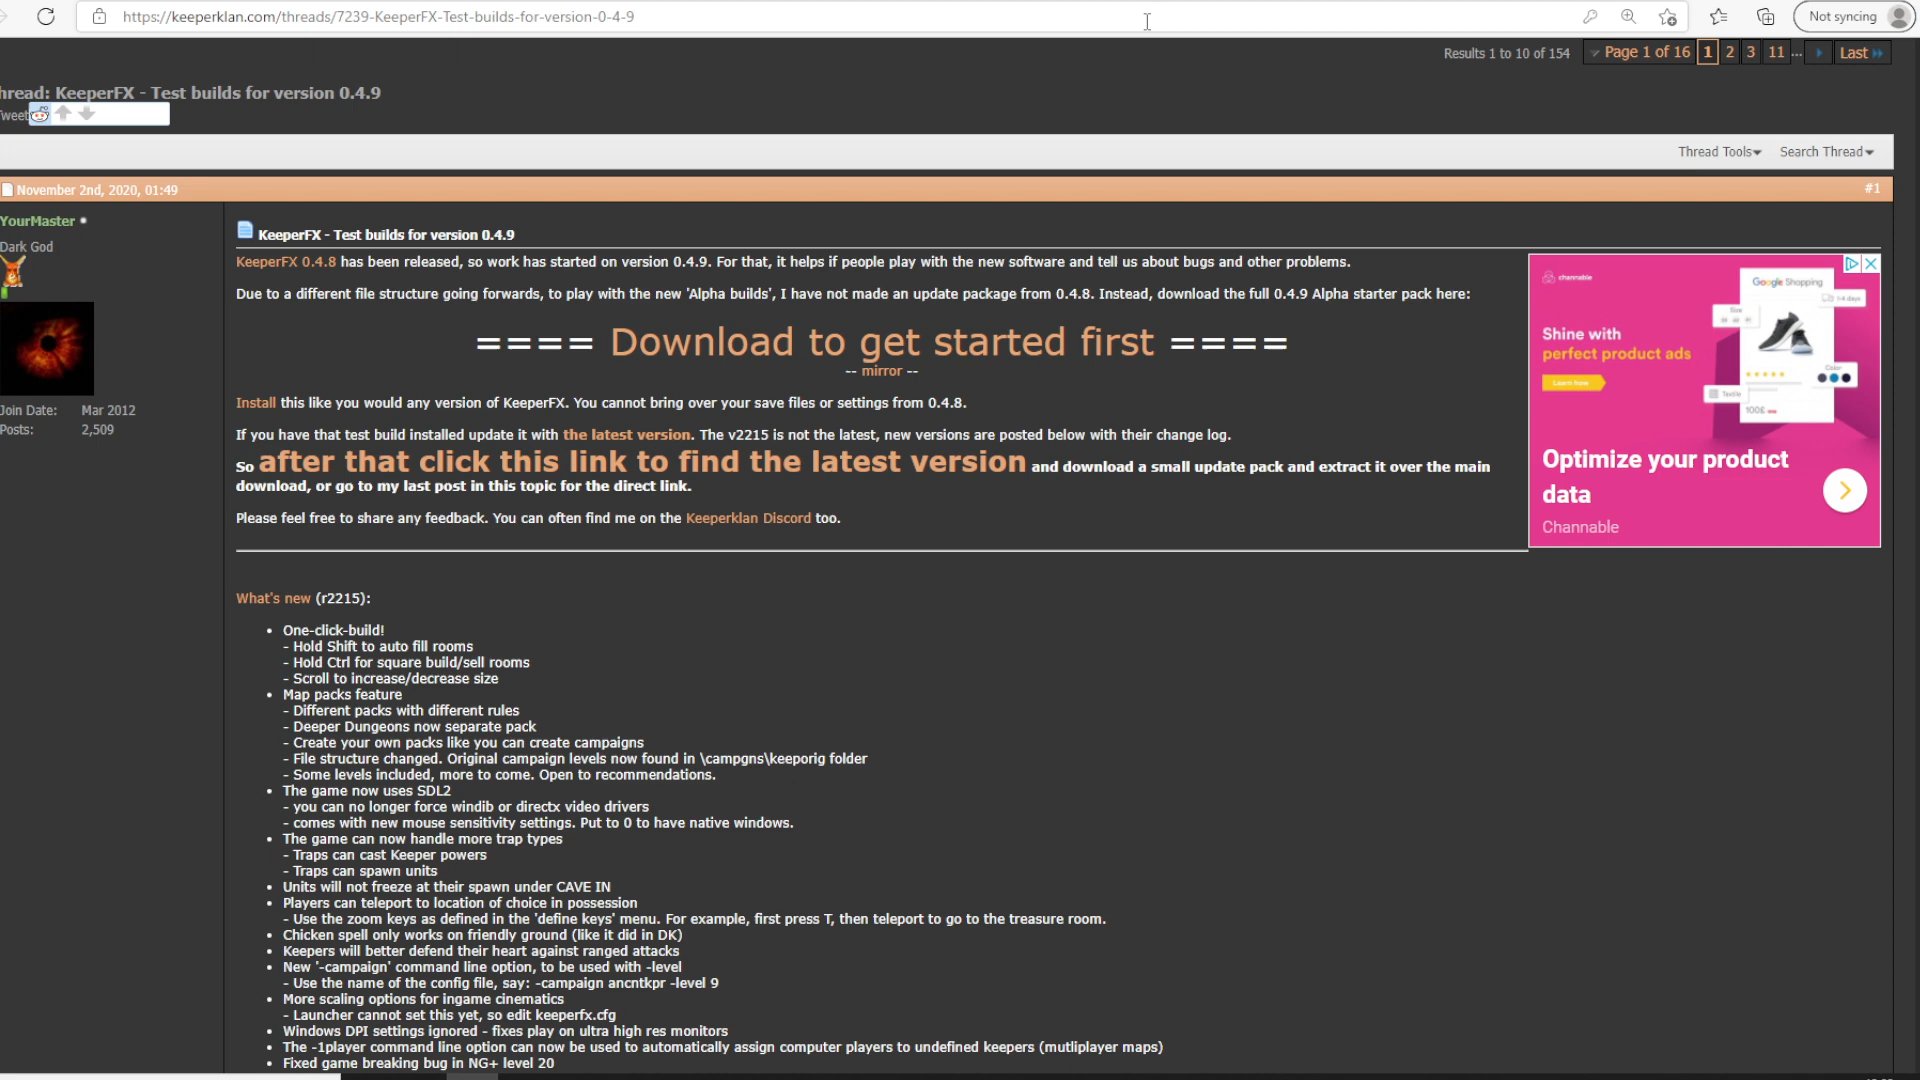 https://keeperklan.com/threads/7239-KeeperFX-Test-builds-for-version-0-4-9
Not syncing
Results 1 to 10 of 154
Page 1 of 16 1 2 3 11 ... Last
hread: KeeperFX - Test builds for version 0.4.9
Tweet
Thread Tools
Search Thread
November 2nd, 2020, 01:49
#1
YourMaster
Dark God
Join Date: Mar 2012
Posts: 2,509
KeeperFX - Test builds for version 0.4.9
KeeperFX 0.4.8 has been released, so work has started on version 0.4.9. For that, it helps if people play with the new software and tell us about bugs and other problems.
Due to a different file structure going forwards, to play with the new 'Alpha builds', I have not made an update package from 0.4.8. Instead, download the full 0.4.9 Alpha starter pack here:
==== Download to get started first ====
-- mirror --
Install this like you would any version of KeeperFX. You cannot bring over your save files or settings from 0.4.8.
If you have that test build installed update it with the latest version. The v2215 is not the latest, new versions are posted below with their change log.
So after that click this link to find the latest version and download a small update pack and extract it over the main
download, or go to my last post in this topic for the direct link.
Please feel free to share any feedback. You can often find me on the Keeperklan Discord too.
channable
Google Shopping
1-4 days
Size
Shine with
perfect product ads
Learn how
Color
Textile
100€
Optimize your product
data
Channable
What's new (r2215):
• One-click-build!
- Hold Shift to auto fill rooms
- Hold Ctrl for square build/sell rooms
- Scroll to increase/decrease size
• Map packs feature
- Different packs with different rules
- Deeper Dungeons now separate pack
- Create your own packs like you can create campaigns
- File structure changed. Original campaign levels now found in \campgns\keeporig folder
- Some levels included, more to come. Open to recommendations.
• The game now uses SDL2
- you can no longer force windib or directx video drivers
- comes with new mouse sensitivity settings. Put to 0 to have native windows.
• The game can now handle more trap types
- Traps can cast Keeper powers
- Traps can spawn units
• Units will not freeze at their spawn under CAVE IN
• Players can teleport to location of choice in possession
- Use the zoom keys as defined in the 'define keys' menu. For example, first press T, then teleport to go to the treasure room.
• Chicken spell only works on friendly ground (like it did in DK)
• Keepers will better defend their heart against ranged attacks
• New '-campaign' command line option, to be used with -level
- Use the name of the config file, say: -campaign ancntkpr -level 9
• More scaling options for ingame cinematics
- Launcher cannot set this yet, so edit keeperfx.cfg
• Windows DPI settings ignored - fixes play on ultra high res monitors
• The -1player command line option can now be used to automatically assign computer players to undefined keepers (mutliplayer maps)
• Fixed game breaking bug in NG+ level 20